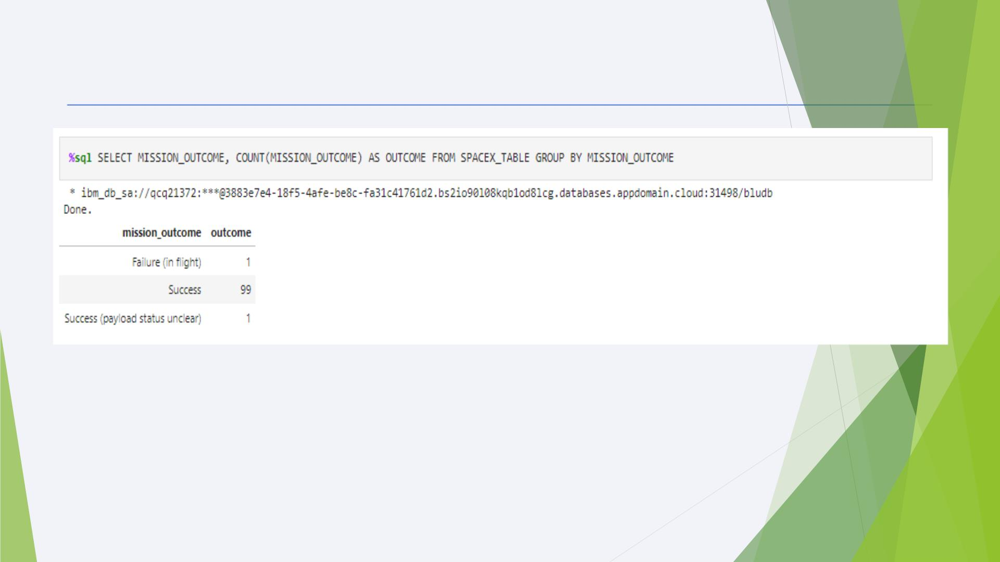 %sql SELECT MISSION_OUTCOME, COUNT(MISSION_OUTCOME) AS OUTCOME FROM SPACEX_TABLE GROUP BY MISSION_OUTCOME
* ibm_db_sa://qcq21372:***@3883e7e4-18f5-4afe-be8c-fa31c41761d2.bs2io90l08kqb1od8lcg.databases.appdomain.cloud:31498/bludb
Done.
mission_outcome outcome
Failure (in flight) 1
Success 99
Success (payload status unclear) 1